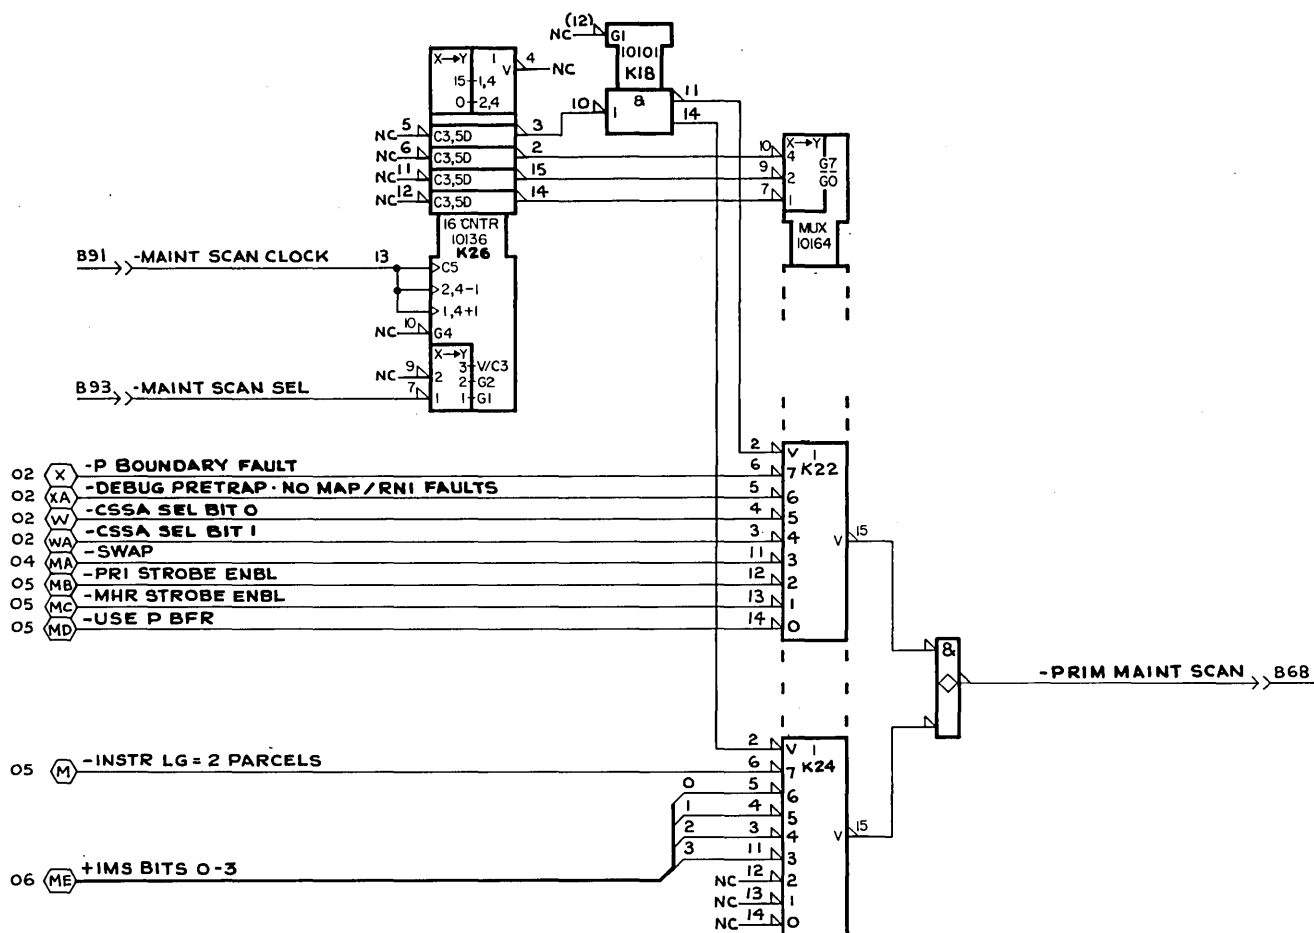 NC (12) G1
10101
K18
X→Y 1 4
V NC
15 1,4
0 2,4
10 1 & 11
14
NC 5 C3,5D 3
NC 6 C3,5D 2
NC 11 C3,5D 15
NC 12 C3,5D 14
X→Y
10 4 G7
9 2 G0
7 1
MUX
10164
16 CNTR
10136
K26
B91 -MAINT SCAN CLOCK 13 C5
2,4-1
1,4+1
NC 10 G4
X→Y
3 V/C3
NC 9 2 2 G2
B93 -MAINT SCAN SEL 7 1 1 G1
2 V 1
K22
02 X -P BOUNDARY FAULT 6 7
02 XA -DEBUG PRETRAP·NO MAP/RNI FAULTS 5 6
02 W -CSSA SEL BIT 0 4 5
02 WA -CSSA SEL BIT 1 3 4
V 15
04 MA -SWAP 11 3
05 MB -PRI STROBE ENBL 12 2
05 MC -MHR STROBE ENBL 13 1
05 MD -USE P BFR 14 0
&
-PRIM MAINT SCAN B68
2 V 1
K24
05 M -INSTR LG=2 PARCELS 6 7
0 5 6
1 4 5
2 3 4
V 15
3 11 3
06 ME +IMS BITS 0-3
NC 12 2
NC 13 1
NC 14 0